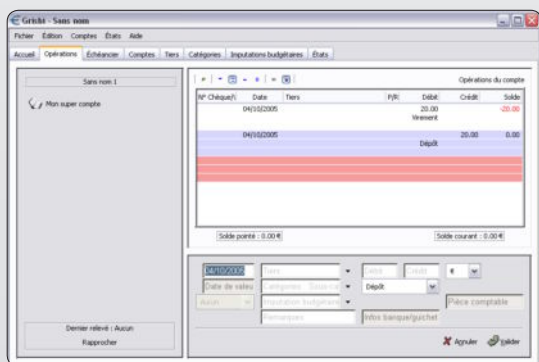 Grisbi - Sans nom
Fichier Édition Comptes États Aide
Accueil Opérations Échéancier Comptes Tiers Catégories Imputations budgétaires États
Sans nom 1
Mon super compte
Opérations du compte
N° Chèque/V Date Tiers P/R Débit Crédit Solde
04/10/2005 20.00 -20.00
Virement
04/10/2005 20.00 0.00
Dépôt
Solde pointé : 0.00 €
Solde courant : 0.00 €
04/10/2005 Tiers Débit Crédit €
Date de valeu Catégories Dépôt
Aucun Imputation budgétaire Pièce comptable
Remarques Infos banque/guichet
Dernier relevé : Aucun
Rapprocher
Annuler Valider